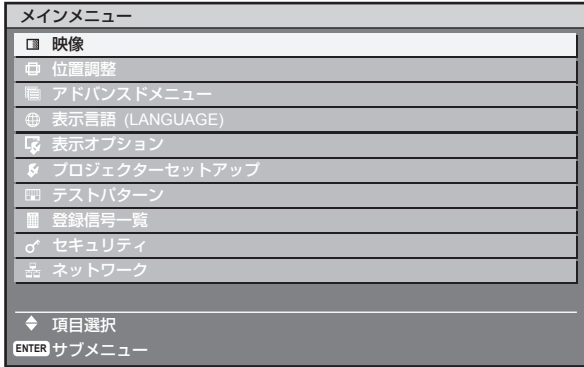 メインメニュー
映像
位置調整
アドバンスドメニュー
表示言語 (LANGUAGE)
表示オプション
プロジェクターセットアップ
テストパターン
登録信号一覧
セキュリティ
ネットワーク
項目選択
ENTER サブメニュー